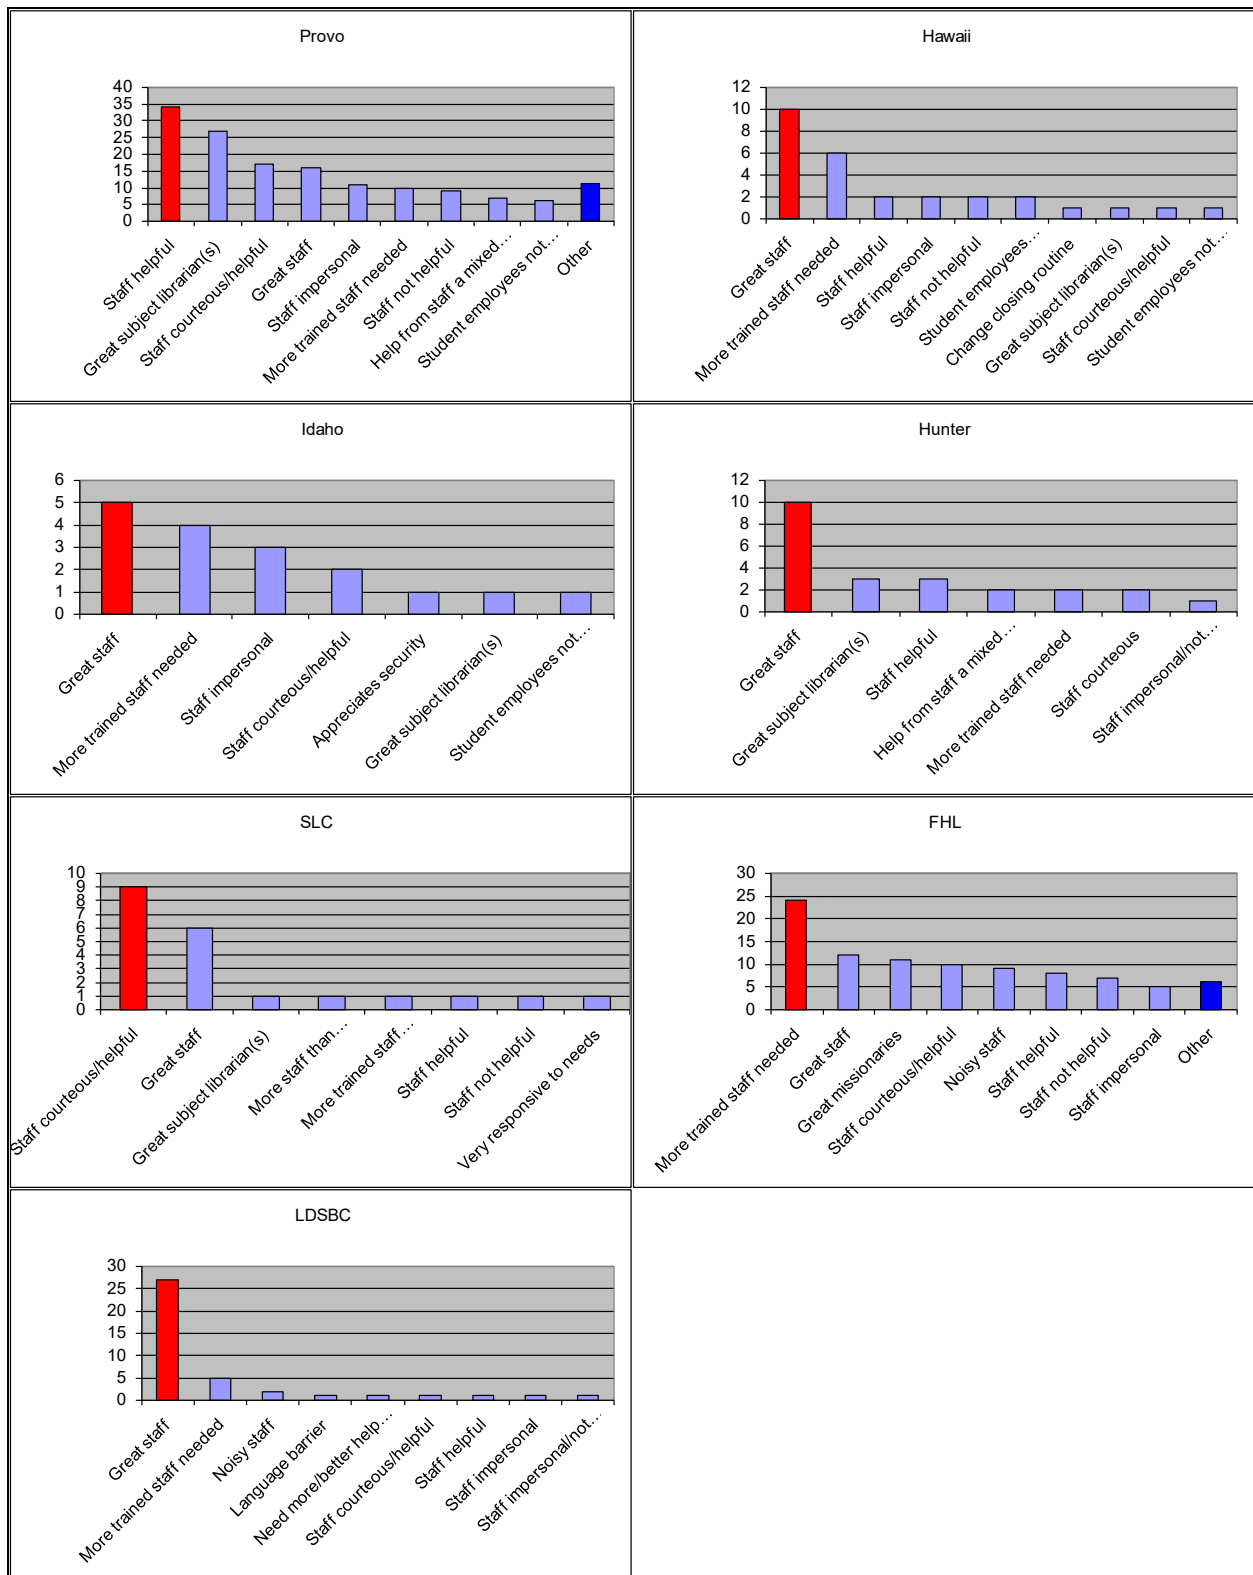 Provo
40
35
30
25
20
15
10
5
0
Staff helpful
Great subject librarian(s)
Staff courteous/helpful
Great staff
Staff impersonal
More trained staff needed
Staff not helpful
Help from staff a mixed…
Student employees not…
Other
Hawaii
12
10
8
6
4
2
0
Great staff
More trained staff needed
Staff helpful
Staff impersonal
Staff not helpful
Student employees…
Change closing routine
Great subject librarian(s)
Staff courteous/helpful
Student employees not…
Idaho
6
5
4
3
2
1
0
Great staff
More trained staff needed
Staff impersonal
Staff courteous/helpful
Appreciates security
Great subject librarian(s)
Student employees not…
Hunter
12
10
8
6
4
2
0
Great staff
Great subject librarian(s)
Staff helpful
Help from staff a mixed…
More trained staff needed
Staff courteous
Staff impersonal/not…
SLC
10
9
8
7
6
5
4
3
2
1
0
Staff courteous/helpful
Great staff
Great subject librarian(s)
More staff than…
More trained staff…
Staff helpful
Staff not helpful
Very responsive to needs
FHL
30
25
20
15
10
5
0
More trained staff needed
Great staff
Great missionaries
Staff courteous/helpful
Noisy staff
Staff helpful
Staff not helpful
Staff impersonal
Other
LDSBC
30
25
20
15
10
5
0
Great staff
More trained staff needed
Noisy staff
Language barrier
Need more/better help…
Staff courteous/helpful
Staff helpful
Staff impersonal
Staff impersonal/not…